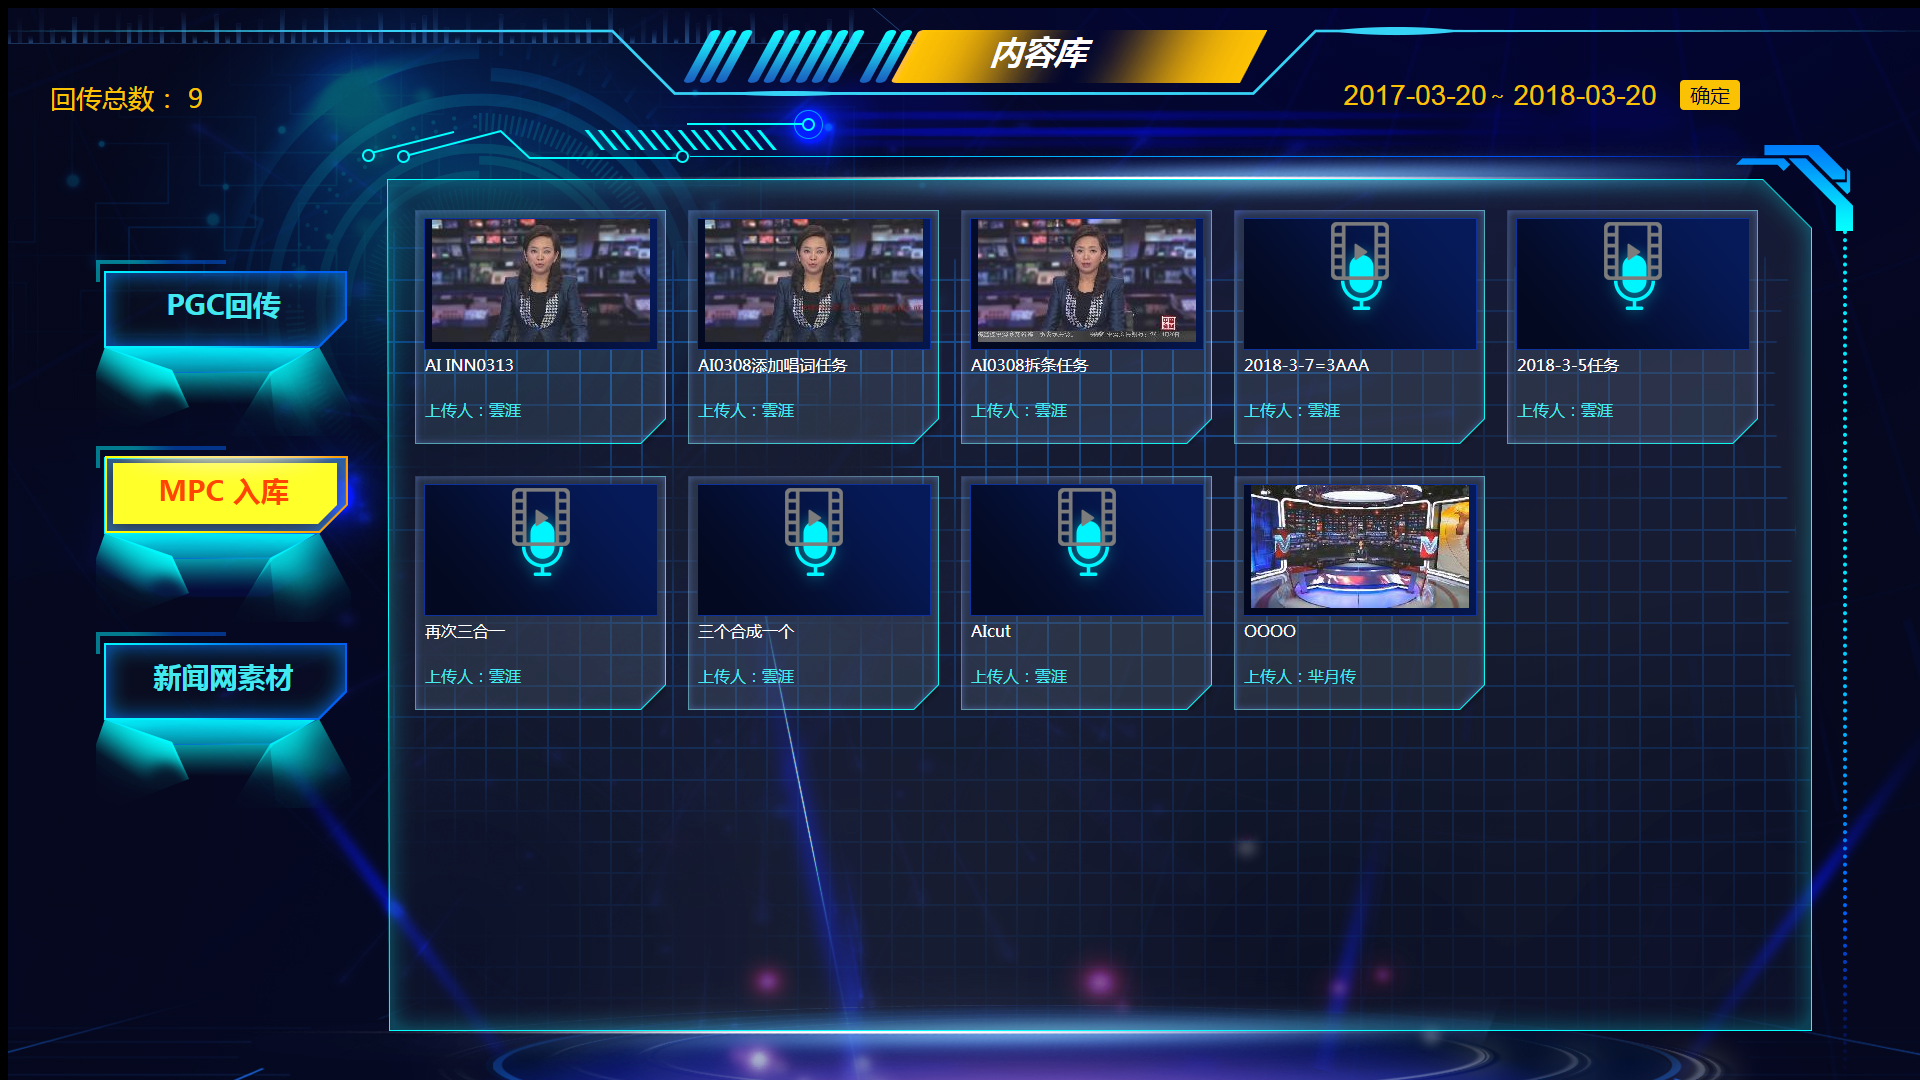 内容库
回传总数： 9
2017-03-20 ~ 2018-03-20 确定
PGC回传
MPC 入库
新闻网素材
AI INN0313
上传人：雲涯
AI0308添加唱词任务
上传人：雲涯
AI0308拆条任务
上传人：雲涯
2018-3-7=3AAA
上传人：雲涯
2018-3-5任务
上传人：雲涯
再次三合一
上传人：雲涯
三个合成一个
上传人：雲涯
AIcut
上传人：雲涯
OOOO
上传人：芈月传